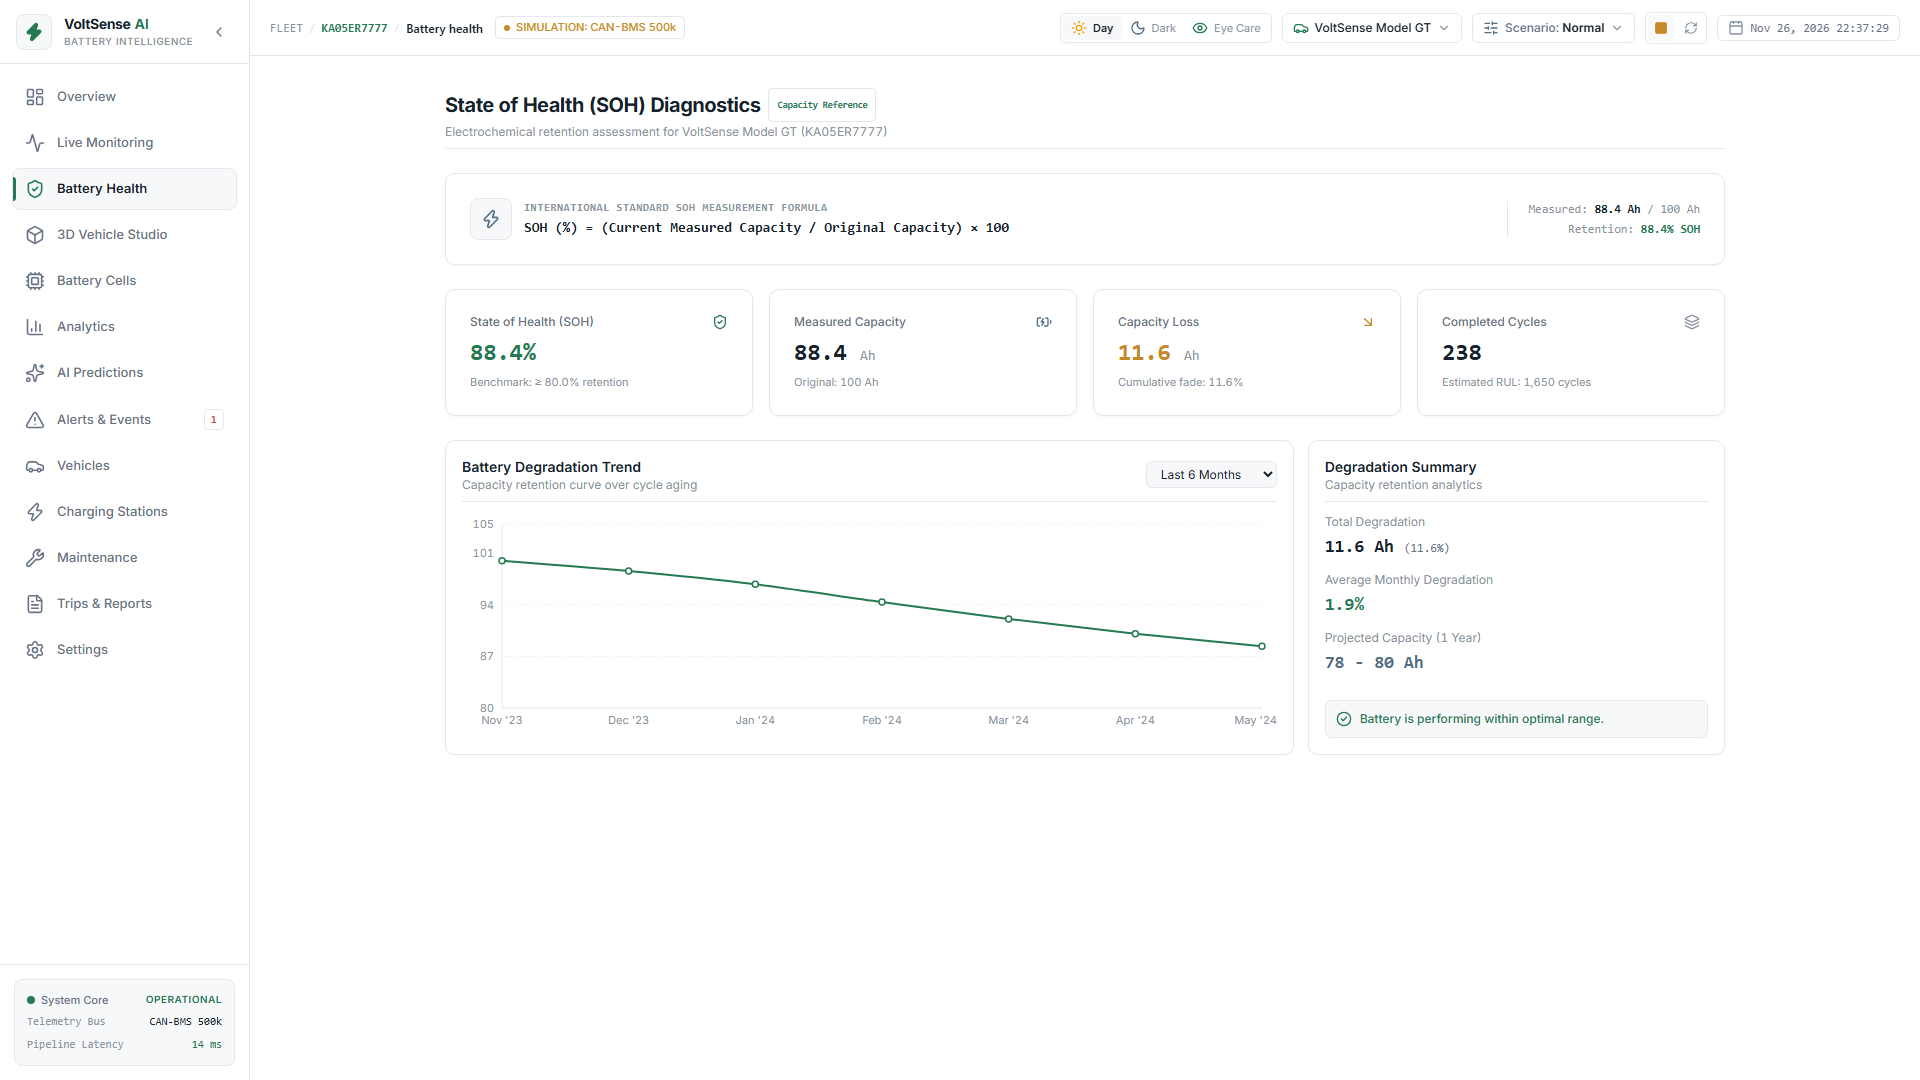 VoltSense AI
BATTERY INTELLIGENCE
Overview
Live Monitoring
Battery Health
3D Vehicle Studio
Battery Cells
Analytics
AI Predictions
Alerts & Events 1
Vehicles
Charging Stations
Maintenance
Trips & Reports
Settings
System Core OPERATIONAL
Telemetry Bus CAN-BMS 500k
Pipeline Latency 14 ms
FLEET / KA05ER7777 / Battery health SIMULATION: CAN-BMS 500k Day Dark Eye Care VoltSense Model GT Scenario: Normal Nov 26, 2026 22:37:29
State of Health (SOH) Diagnostics Capacity Reference
Electrochemical retention assessment for VoltSense Model GT (KA05ER7777)
INTERNATIONAL STANDARD SOH MEASUREMENT FORMULA
SOH (%) = (Current Measured Capacity / Original Capacity) × 100
Measured: 88.4 Ah / 100 Ah
Retention: 88.4% SOH
State of Health (SOH)
88.4%
Benchmark: ≥ 80.0% retention
Measured Capacity
88.4 Ah
Original: 100 Ah
Capacity Loss
11.6 Ah
Cumulative fade: 11.6%
Completed Cycles
238
Estimated RUL: 1,650 cycles
Battery Degradation Trend
Capacity retention curve over cycle aging
Last 6 Months
105
101
94
87
80
Nov '23 Dec '23 Jan '24 Feb '24 Mar '24 Apr '24 May '24
Degradation Summary
Capacity retention analytics
Total Degradation
11.6 Ah (11.6%)
Average Monthly Degradation
1.9%
Projected Capacity (1 Year)
78 - 80 Ah
Battery is performing within optimal range.